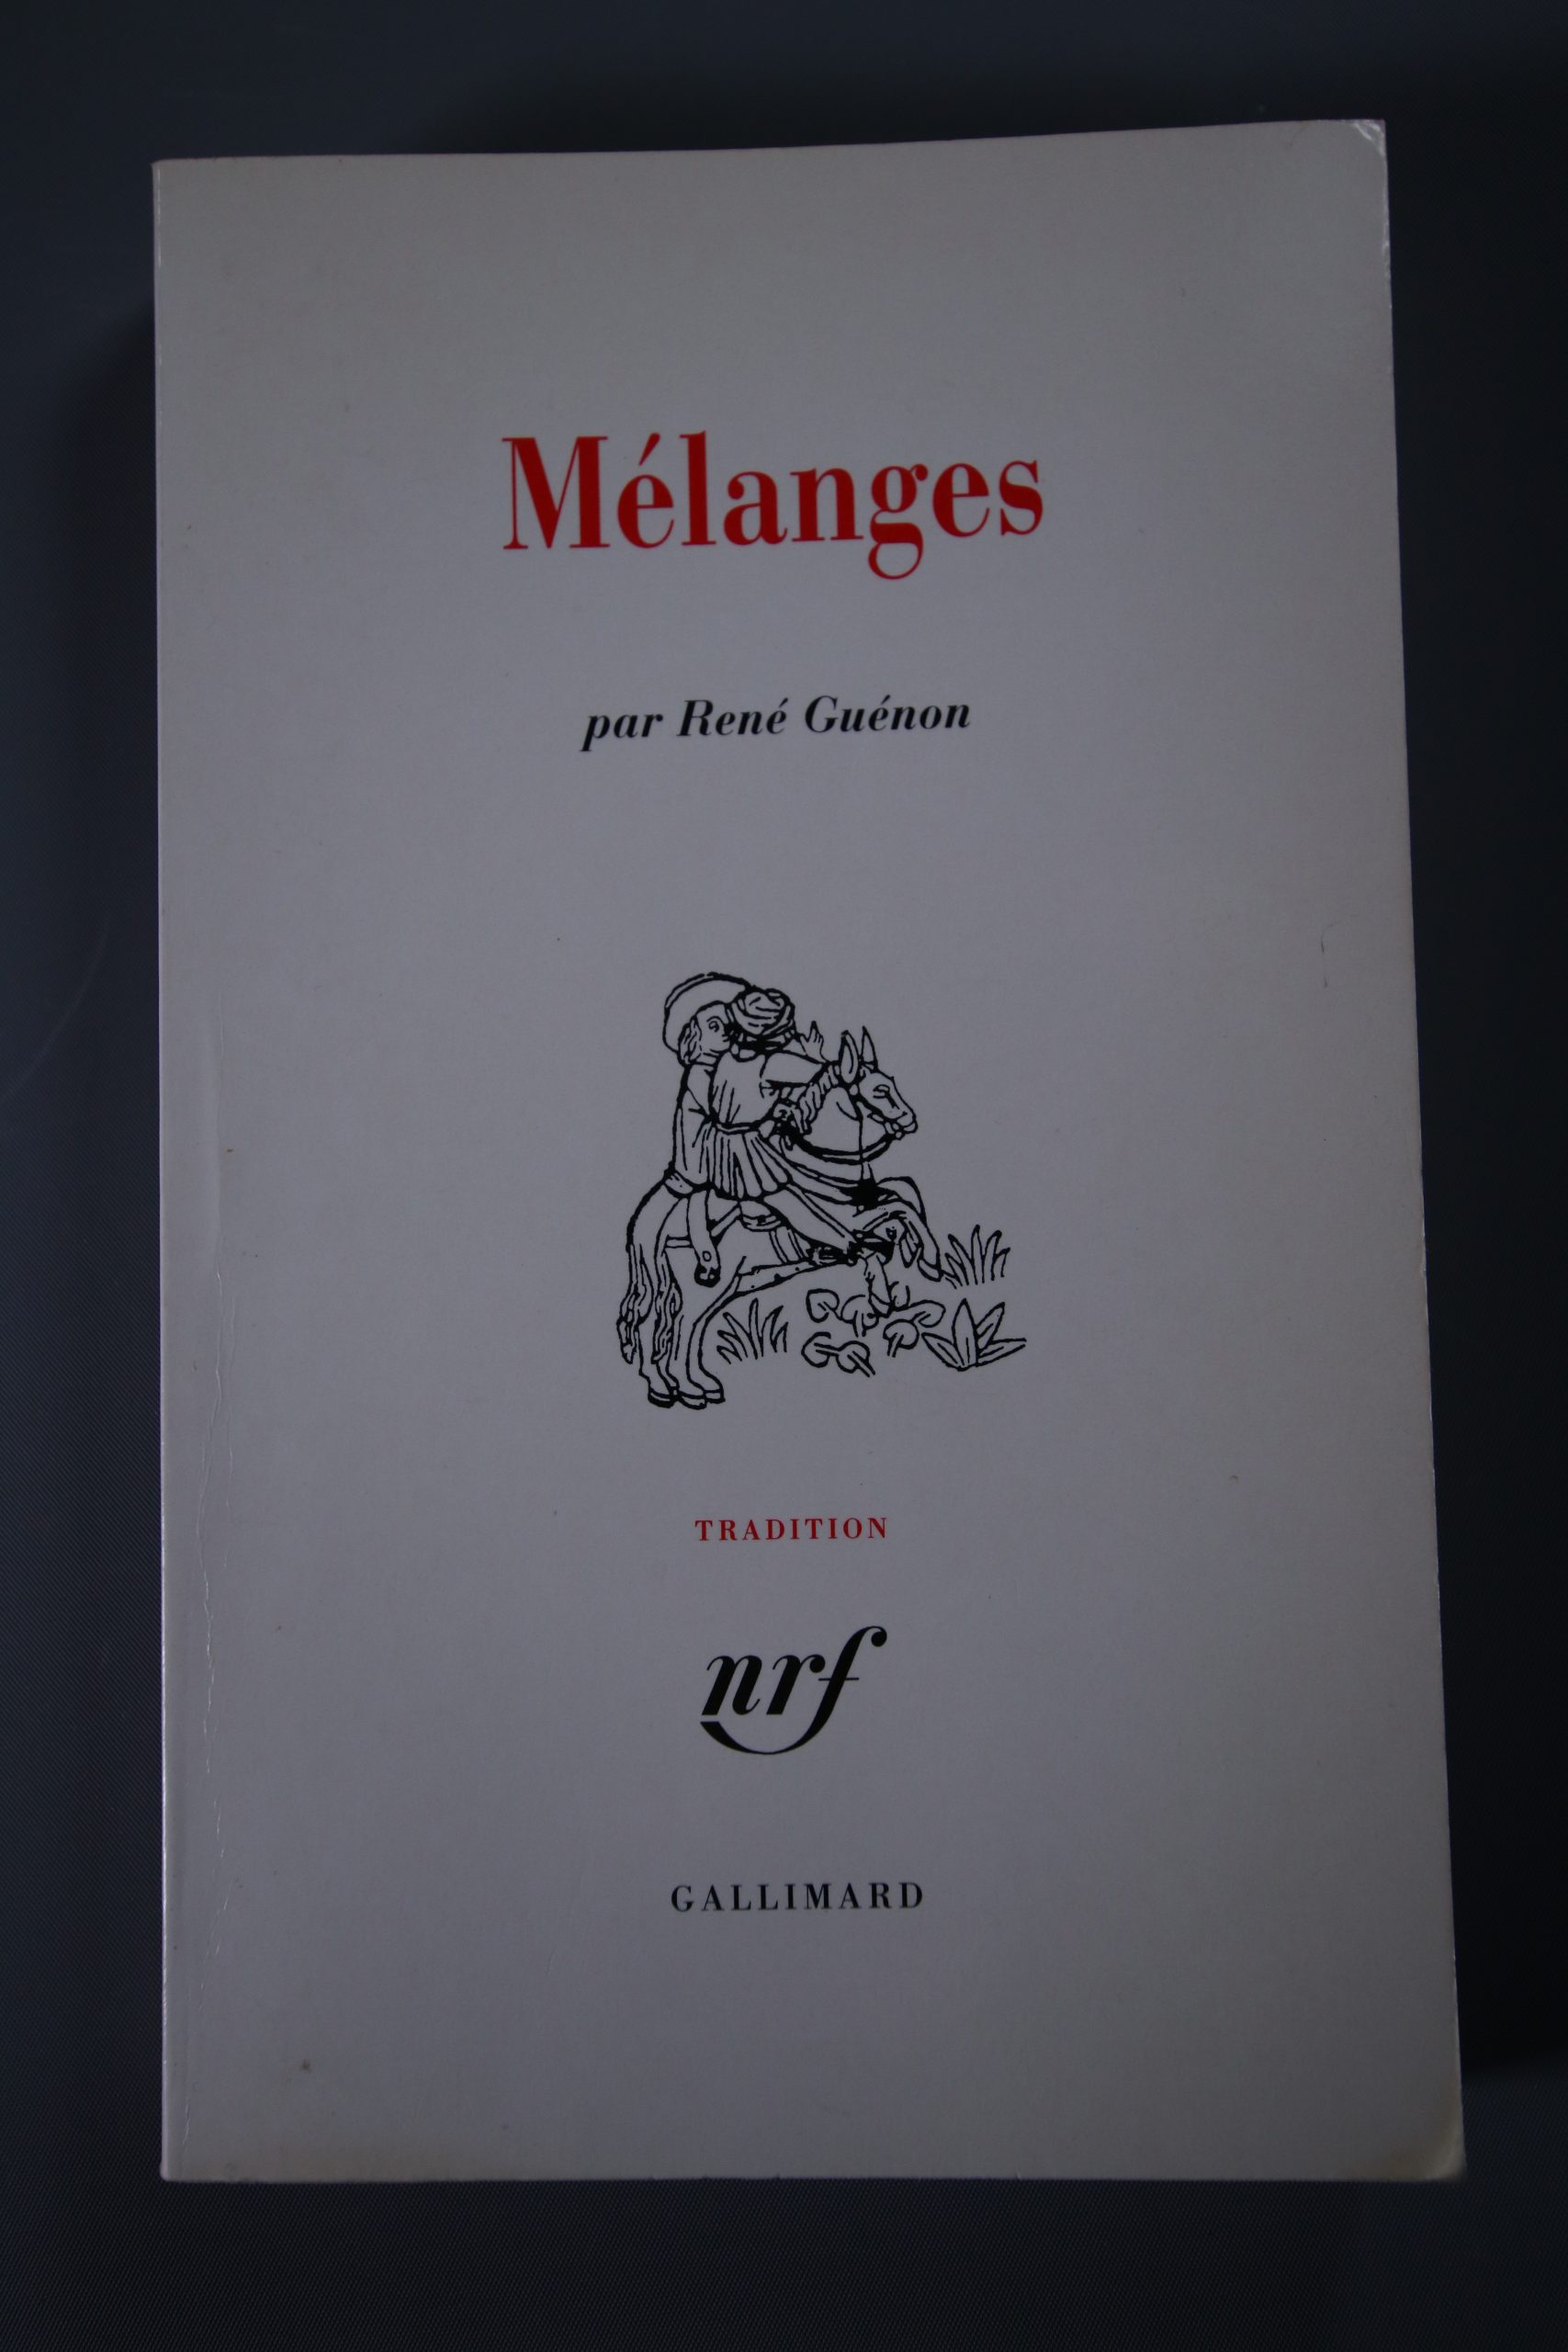 Mélanges
par René Guénon
TRADITION
nrf
GALLIMARD